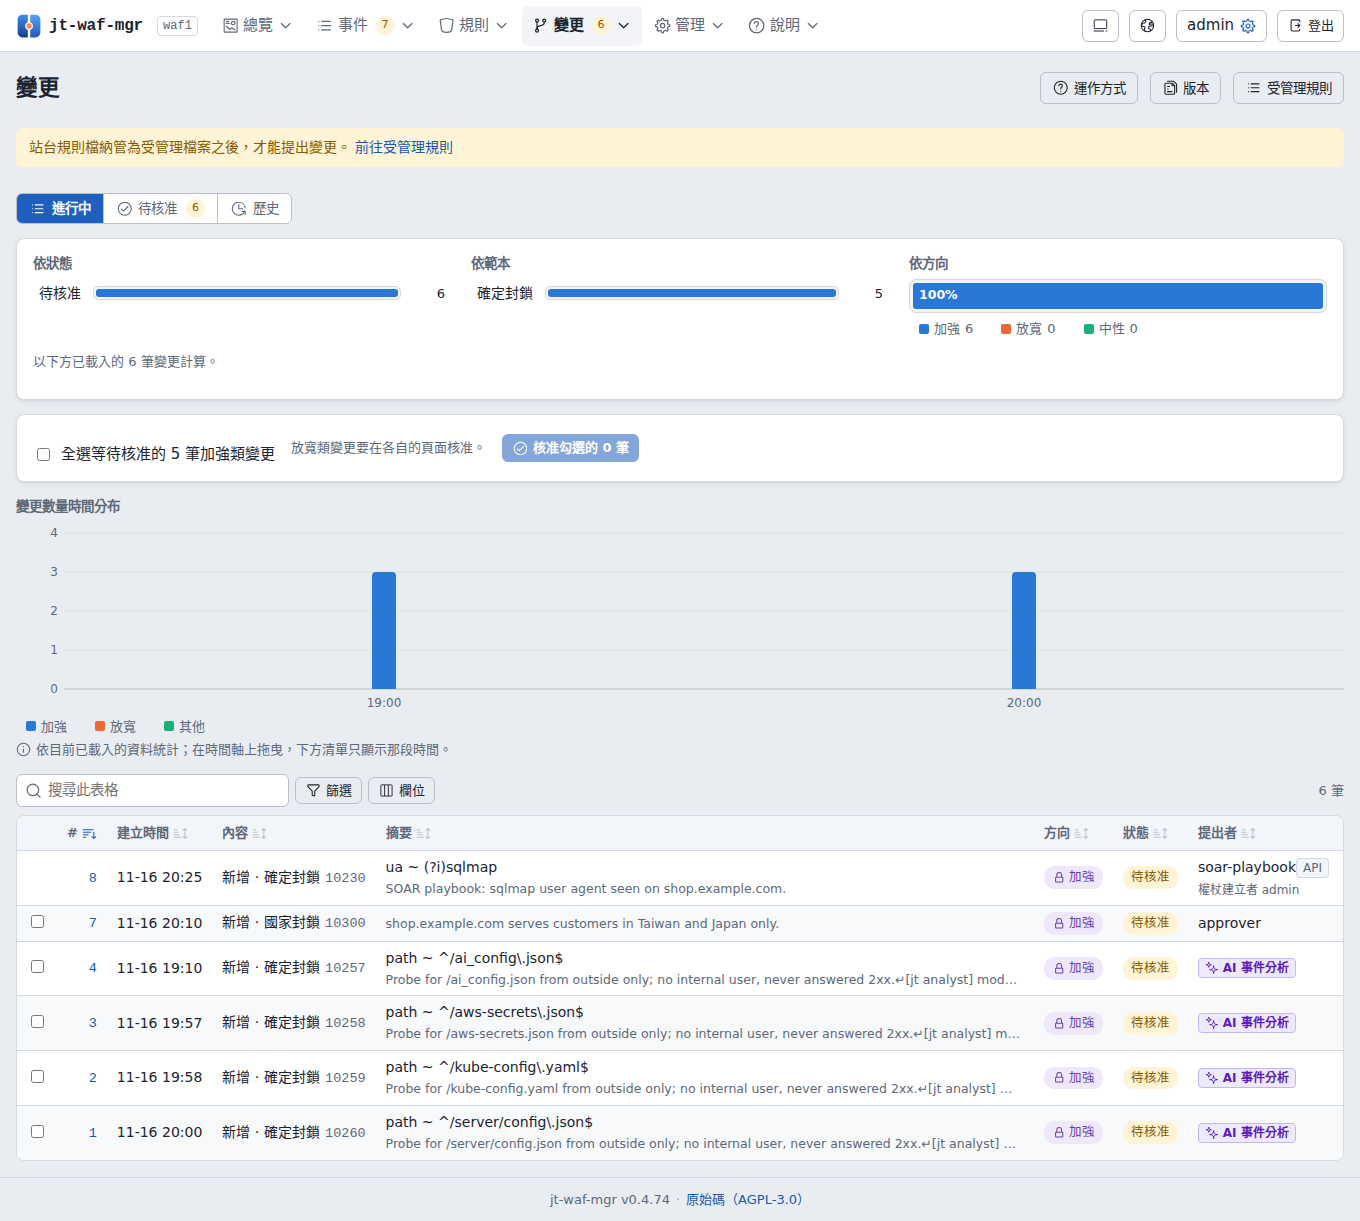 jt-waf-mgr waf1 總覽 事件 7 規則 變更 6 管理 說明 admin 登出
變更 運作方式 版本 受管理規則
站台規則檔納管為受管理檔案之後，才能提出變更。 前往受管理規則
進行中 待核准 6 歷史
依狀態 依範本 依方向
待核准 6 確定封鎖 5 100%
加強 6 放寬 0 中性 0
以下方已載入的 6 筆變更計算。
全選等待核准的 5 筆加強類變更 放寬類變更要在各自的頁面核准。 核准勾選的 0 筆
變更數量時間分布
4
3
2
1
0
19:00 20:00
加強 放寬 其他
依目前已載入的資料統計；在時間軸上拖曳，下方清單只顯示那段時間。
搜尋此表格 篩選 欄位 6 筆
# 建立時間 內容 摘要 方向 狀態 提出者
8 11-16 20:25 新增 · 確定封鎖 10230 ua ~ (?i)sqlmap 加強 待核准 soar-playbook API
SOAR playbook: sqlmap user agent seen on shop.example.com. 權杖建立者 admin
7 11-16 20:10 新增 · 國家封鎖 10300 shop.example.com serves customers in Taiwan and Japan only. 加強 待核准 approver
4 11-16 19:10 新增 · 確定封鎖 10257 path ~ ^/ai_config\.json$ 加強 待核准 AI 事件分析
Probe for /ai_config.json from outside only; no internal user, never answered 2xx.↵[jt analyst] mod…
3 11-16 19:57 新增 · 確定封鎖 10258 path ~ ^/aws-secrets\.json$ 加強 待核准 AI 事件分析
Probe for /aws-secrets.json from outside only; no internal user, never answered 2xx.↵[jt analyst] m…
2 11-16 19:58 新增 · 確定封鎖 10259 path ~ ^/kube-config\.yaml$ 加強 待核准 AI 事件分析
Probe for /kube-config.yaml from outside only; no internal user, never answered 2xx.↵[jt analyst] …
1 11-16 20:00 新增 · 確定封鎖 10260 path ~ ^/server/config\.json$ 加強 待核准 AI 事件分析
Probe for /server/config.json from outside only; no internal user, never answered 2xx.↵[jt analyst] …
jt-waf-mgr v0.4.74 · 原始碼（AGPL-3.0）